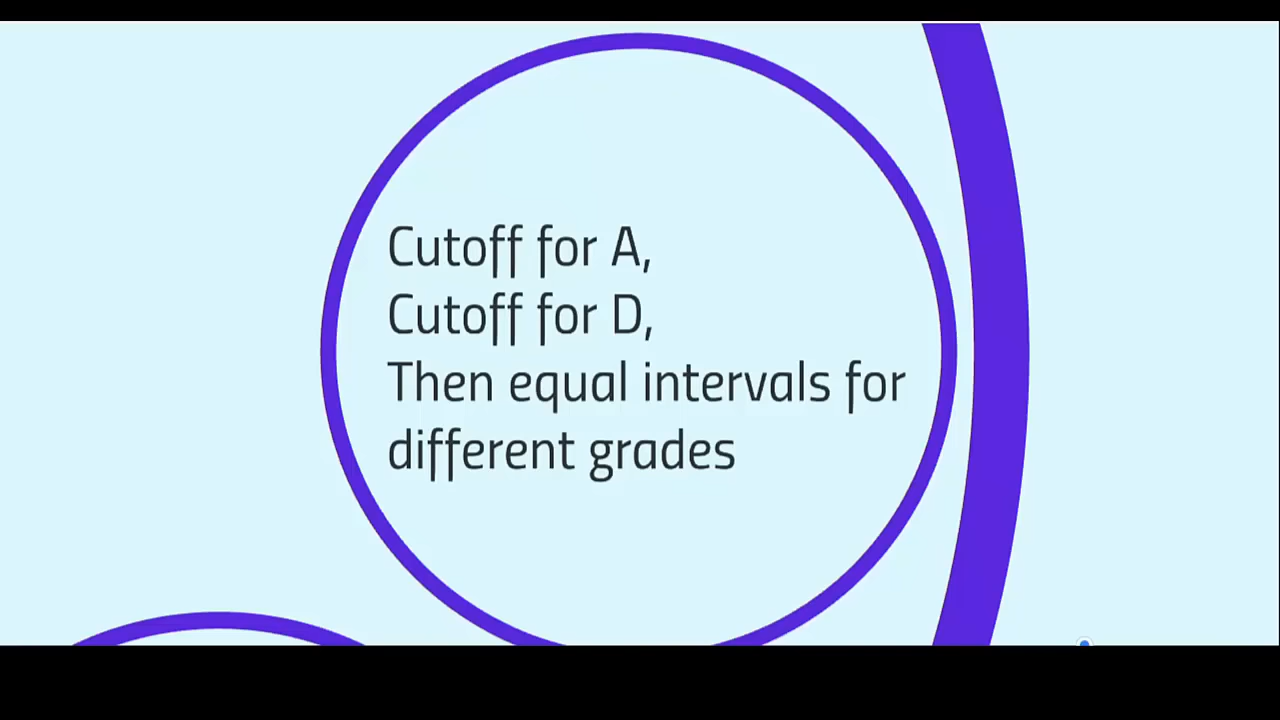 Cutoff for A,
Cutoff for D,
Then equal intervals for
different grades